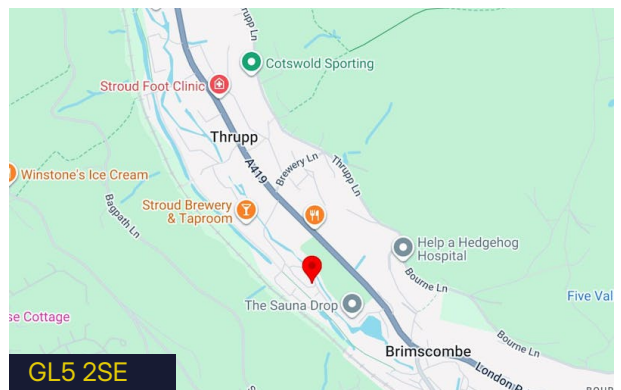 Thrupp Ln
Cotswold Sporting
Stroud Foot Clinic
Thrupp
A419
Brewery Ln
Thrupp Ln
Winstone's Ice Cream
Bagpath Ln
Stroud Brewery
& Taproom
Help a Hedgehog
Hospital
Bourne Ln
The Sauna Drop
Five Val
se Cottage
Bourne Ln
Brimscombe
London R
GL5 2SE